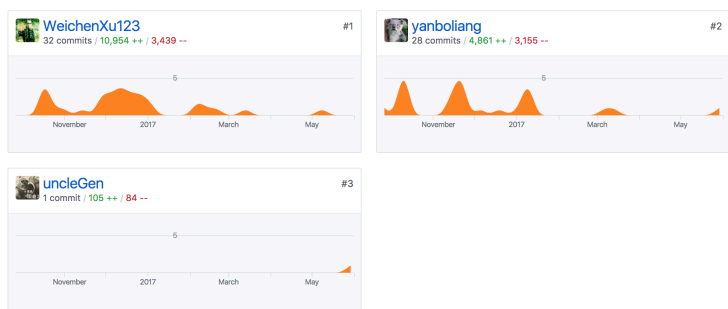 WeichenXu123 #1
32 commits / 10,954 ++ / 3,439 --
5
November 2017 March May
yanboliang #2
28 commits / 4,861 ++ / 3,155 --
5
November 2017 March May
uncleGen #3
1 commit / 105 ++ / 84 --
5
November 2017 March May